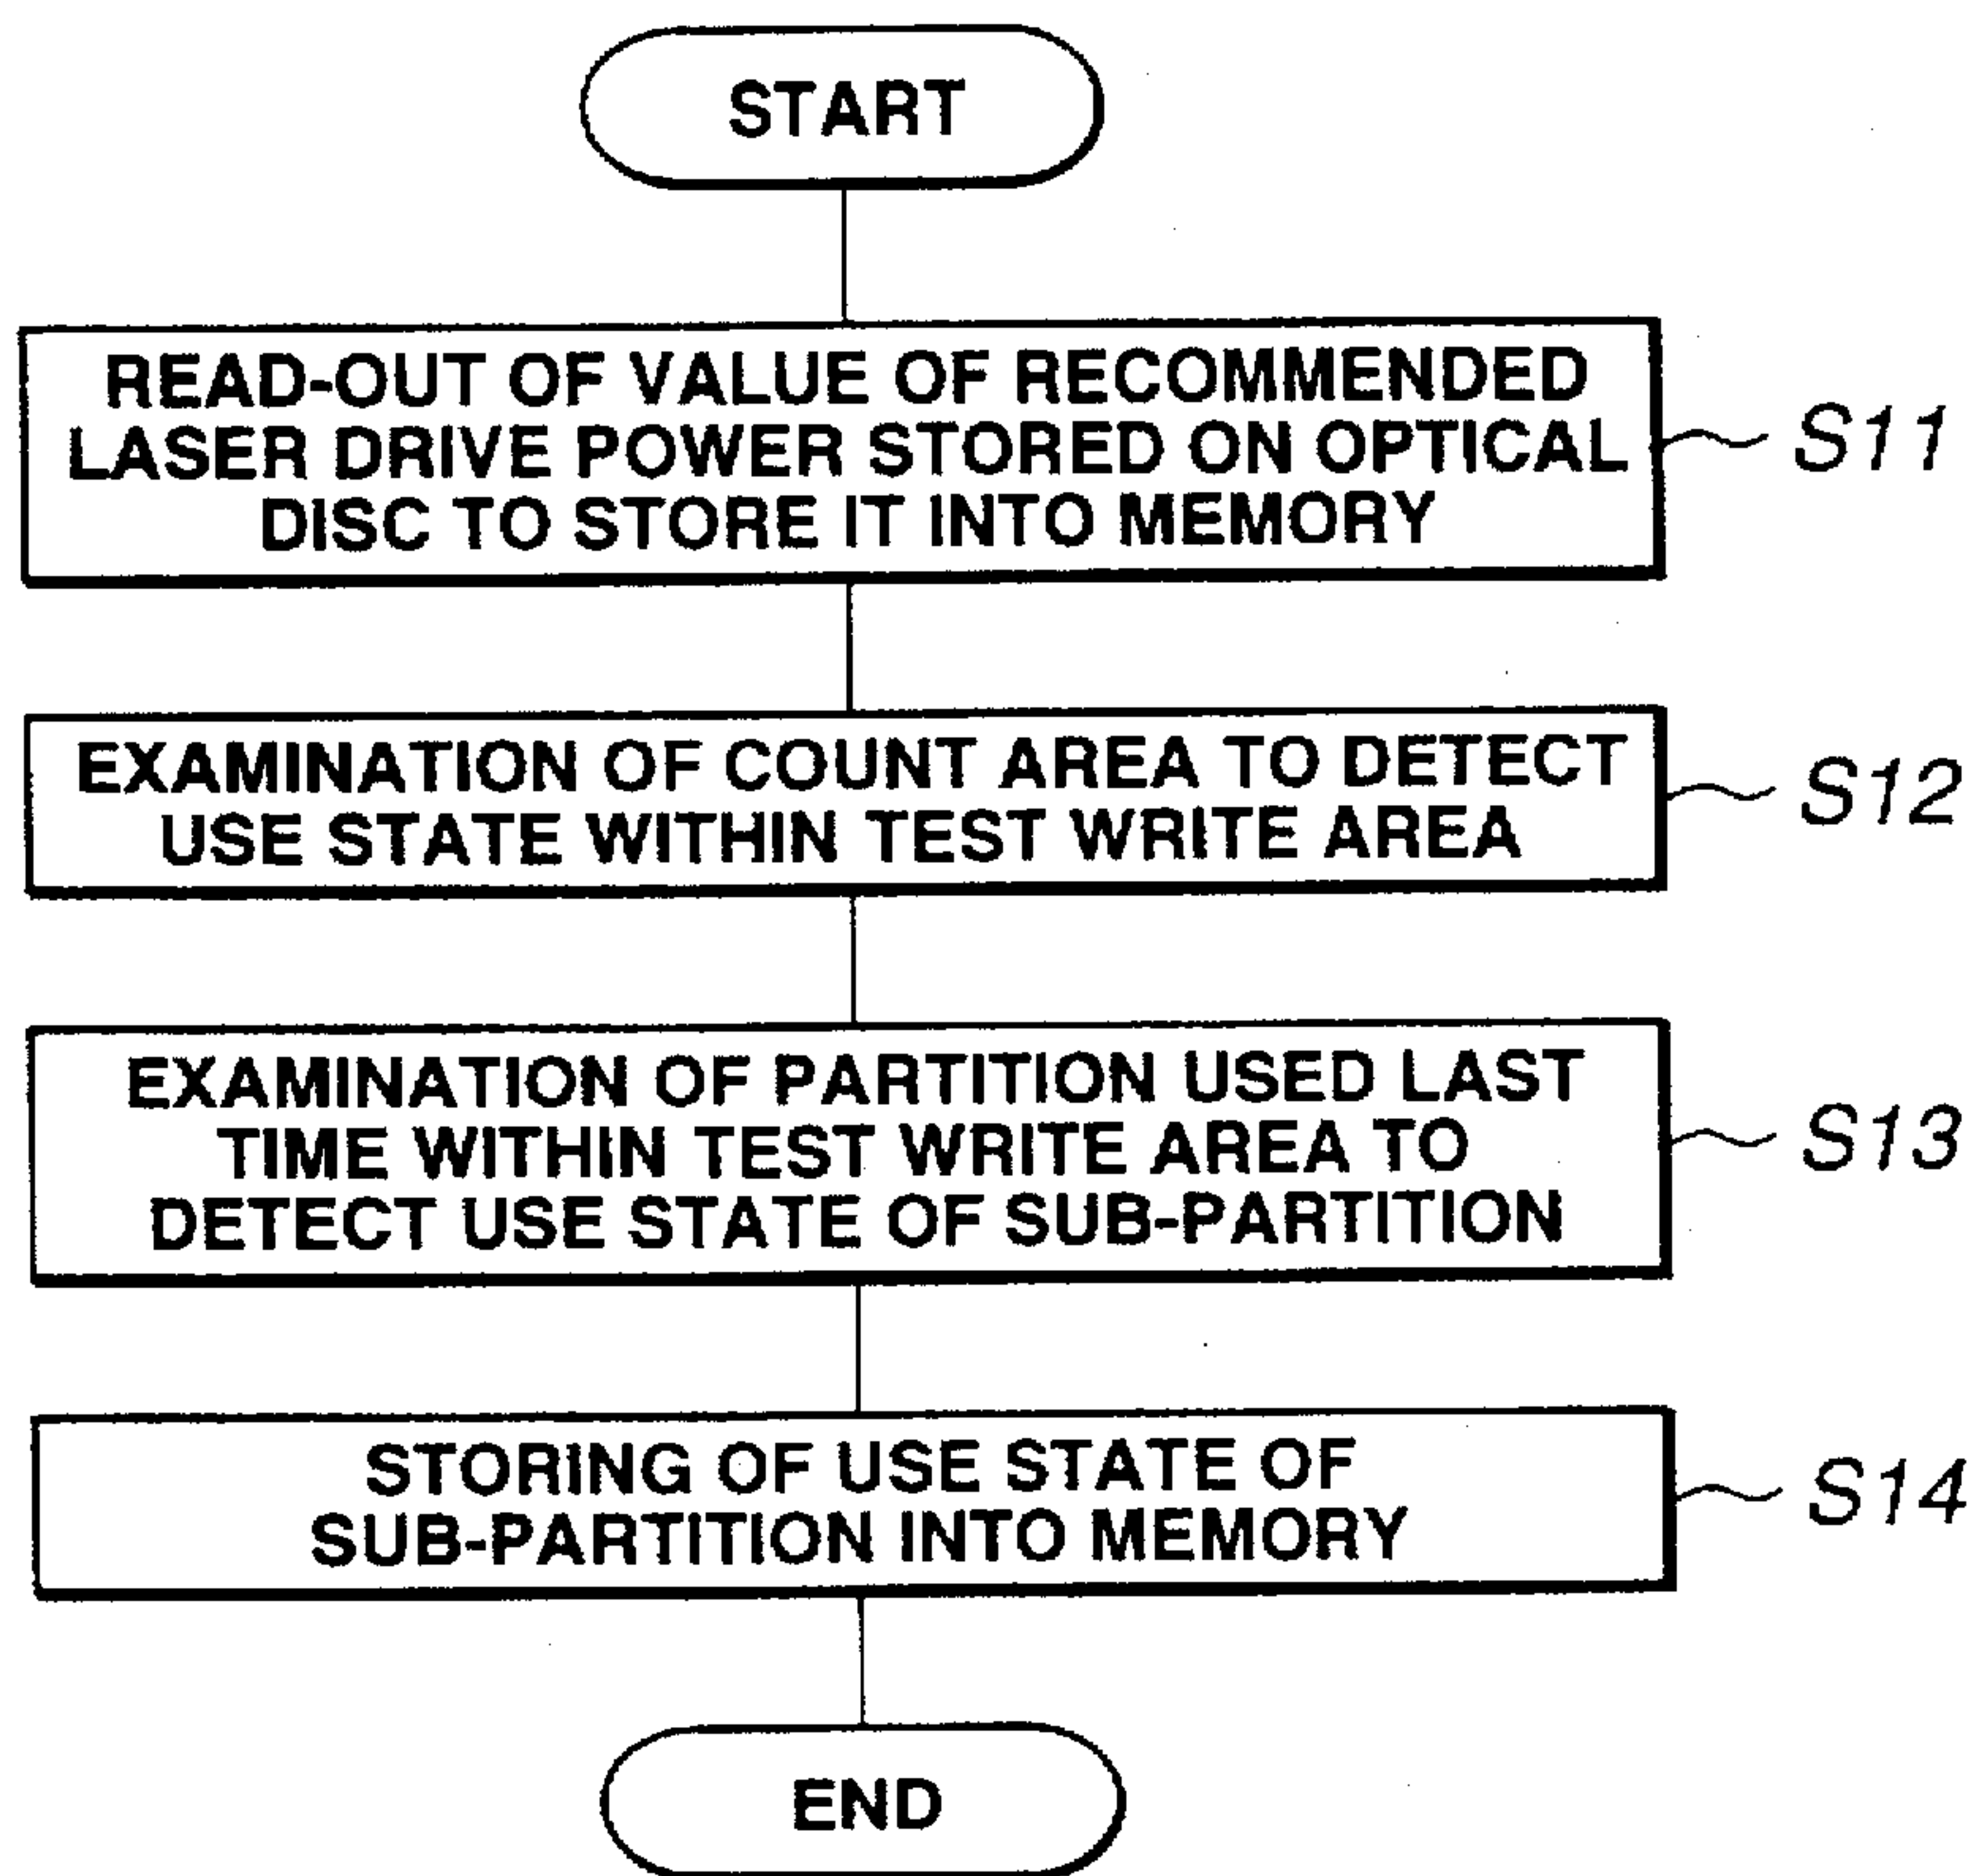 START
READ-OUT OF VALUE OF RECOMMENDED
LASER DRIVE POWER STORED ON OPTICAL
DISC TO STORE IT INTO MEMORY
S11
EXAMINATION OF COUNT AREA TO DETECT
USE STATE WITHIN TEST WRITE AREA
S12
EXAMINATION OF PARTITION USED LAST
TIME WITHIN TEST WRITE AREA TO
DETECT USE STATE OF SUB-PARTITION
S13
STORING OF USE STATE OF
SUB-PARTITION INTO MEMORY
S14
END